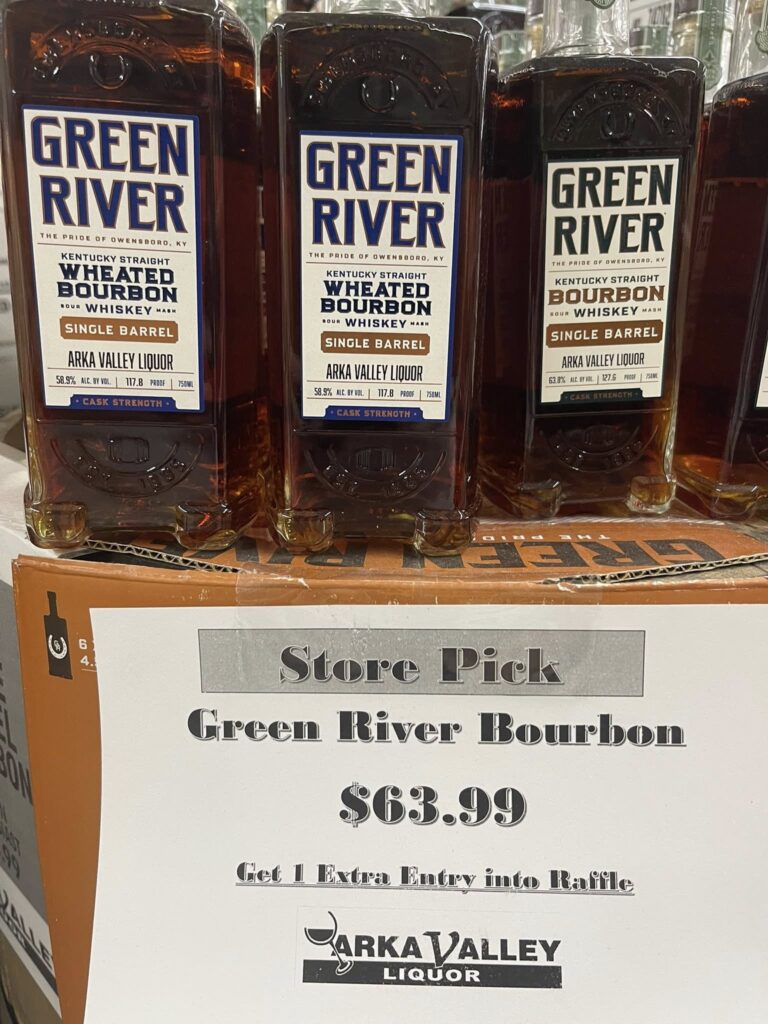 GREEN
RIVER
THE PRIDE OF OWENSBORO, KY
KENTUCKY STRAIGHT
WHEATED
BOURBON
SOUR WHISKEY MASH
SINGLE BARREL
ARKA VALLEY LIQUOR
58.9% ALC. BY VOL. | 117.8 PROOF | 750ML
• CASK STRENGTH •
GREEN
RIVER
THE PRIDE OF OWENSBORO, KY
KENTUCKY STRAIGHT
WHEATED
BOURBON
SOUR WHISKEY MASH
SINGLE BARREL
ARKA VALLEY LIQUOR
58.9% ALC. BY VOL. | 117.8 PROOF | 750ML
• CASK STRENGTH •
GREEN
RIVER
THE PRIDE OF OWENSBORO, KY
KENTUCKY STRAIGHT
BOURBON
SOUR WHISKEY MASH
SINGLE BARREL
ARKA VALLEY LIQUOR
63.8% ALC. BY VOL. | 127.6 PROOF | 750ML
• CASK STRENGTH •
GREEN
THE PRID
Store Pick
Green River Bourbon
$63.99
Get 1 Extra Entry into Raffle
ARKA VALLEY
LIQUOR